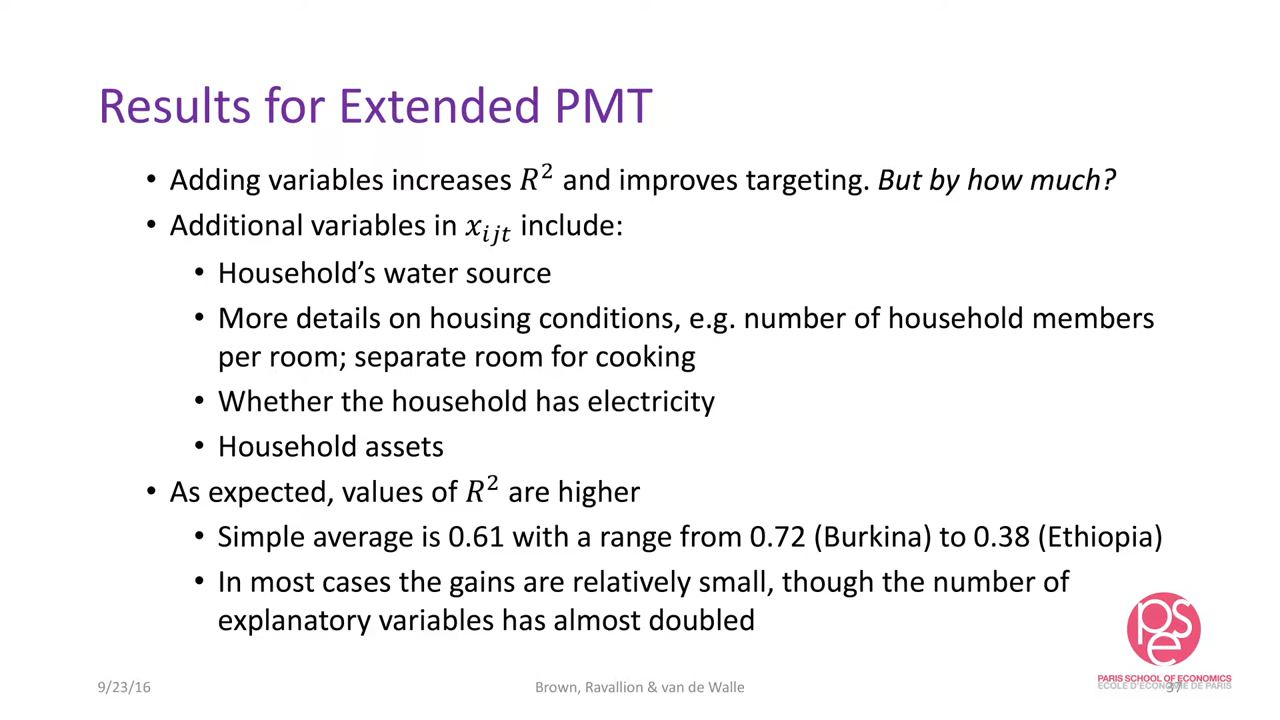 Results for Extended PMT
• Adding variables increases R² and improves targeting. But by how much?
• Additional variables in xᵢⱼₜ include:
• Household’s water source
• More details on housing conditions, e.g. number of household members
per room; separate room for cooking
• Whether the household has electricity
• Household assets
• As expected, values of R² are higher
• Simple average is 0.61 with a range from 0.72 (Burkina) to 0.38 (Ethiopia)
• In most cases the gains are relatively small, though the number of
explanatory variables has almost doubled
pse
PARIS SCHOOL OF ECONOMICS
ECOLE D'ECONOMIE DE PARIS
9/23/16
Brown, Ravallion & van de Walle
37